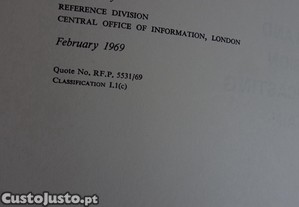 REFERENCE DIVISION
CENTRAL OFFICE OF INFORMATION, LONDON
February 1969
Quote No. R.F.P. 5531/69
CLASSIFICATION I.1(c)
CustoJusto.pt